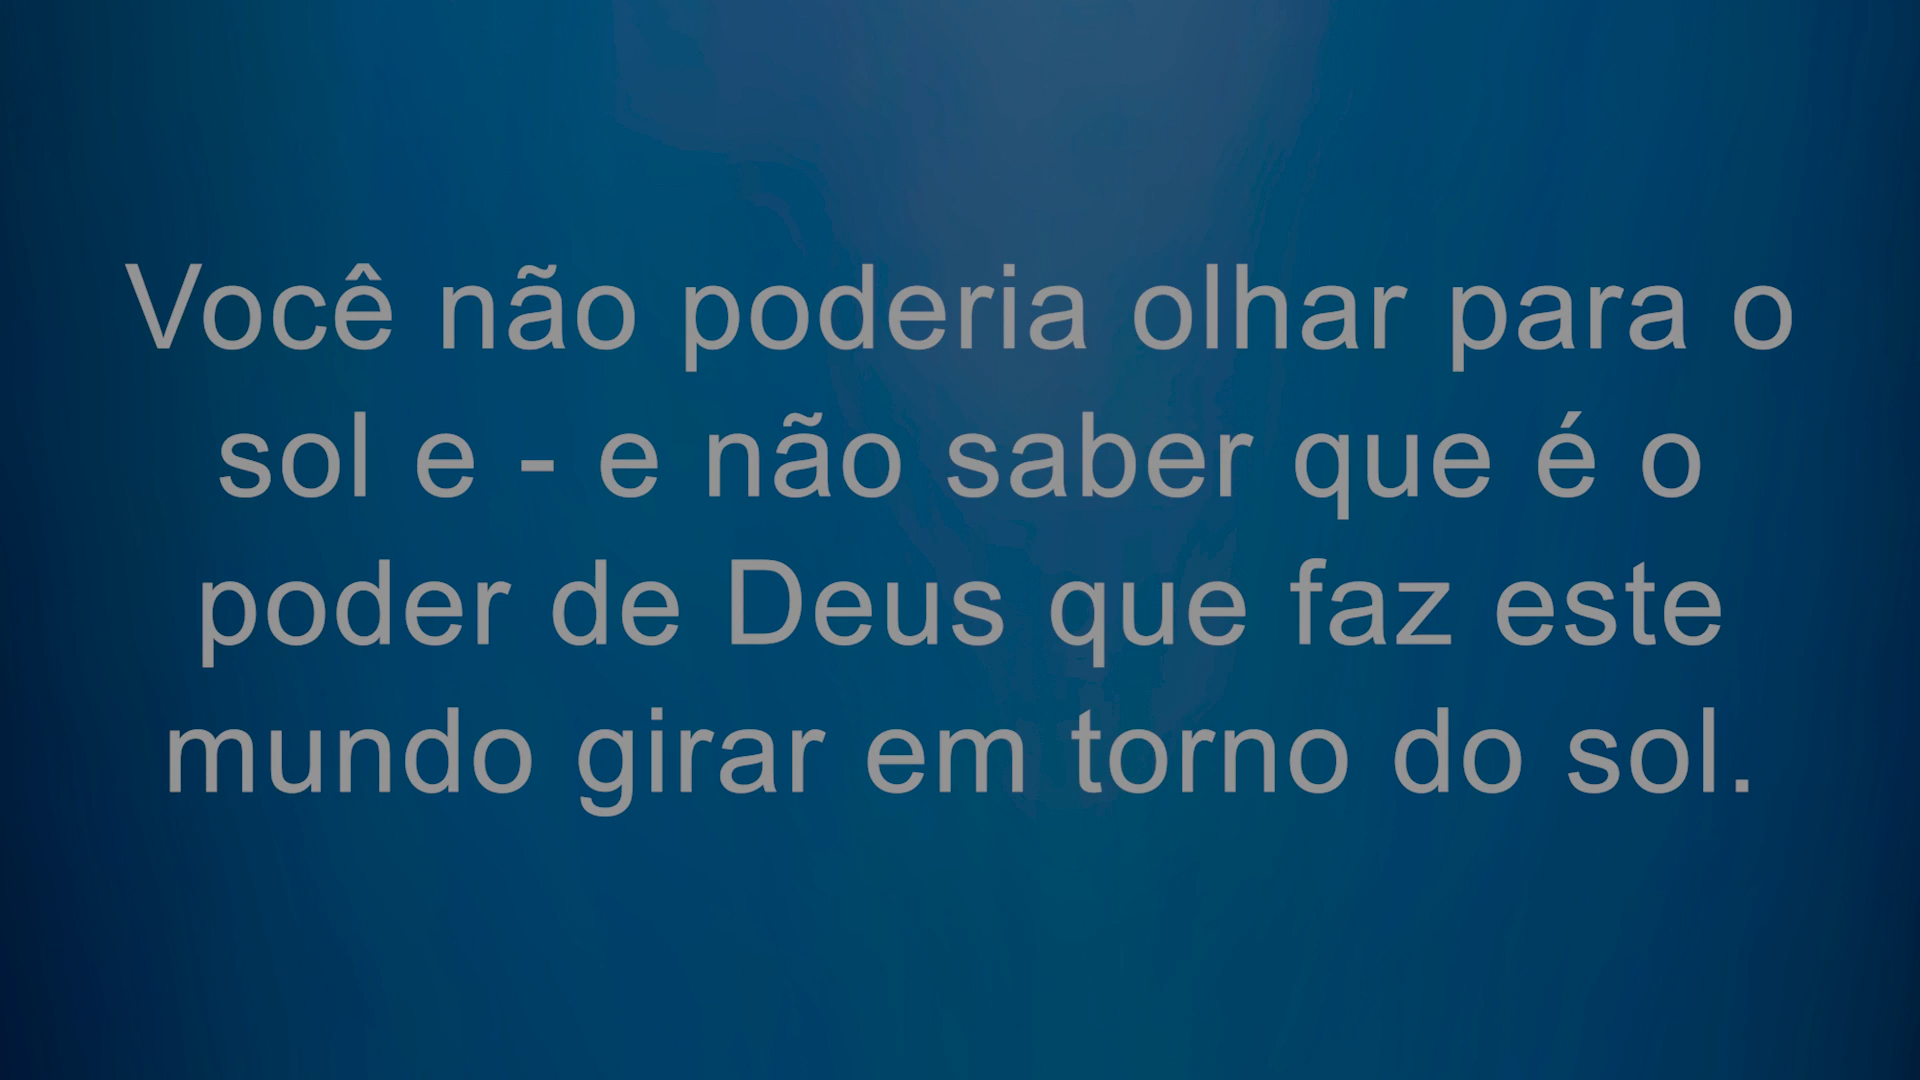 Você não poderia olhar para o
sol e - e não saber que é o
poder de Deus que faz este
mundo girar em torno do sol.